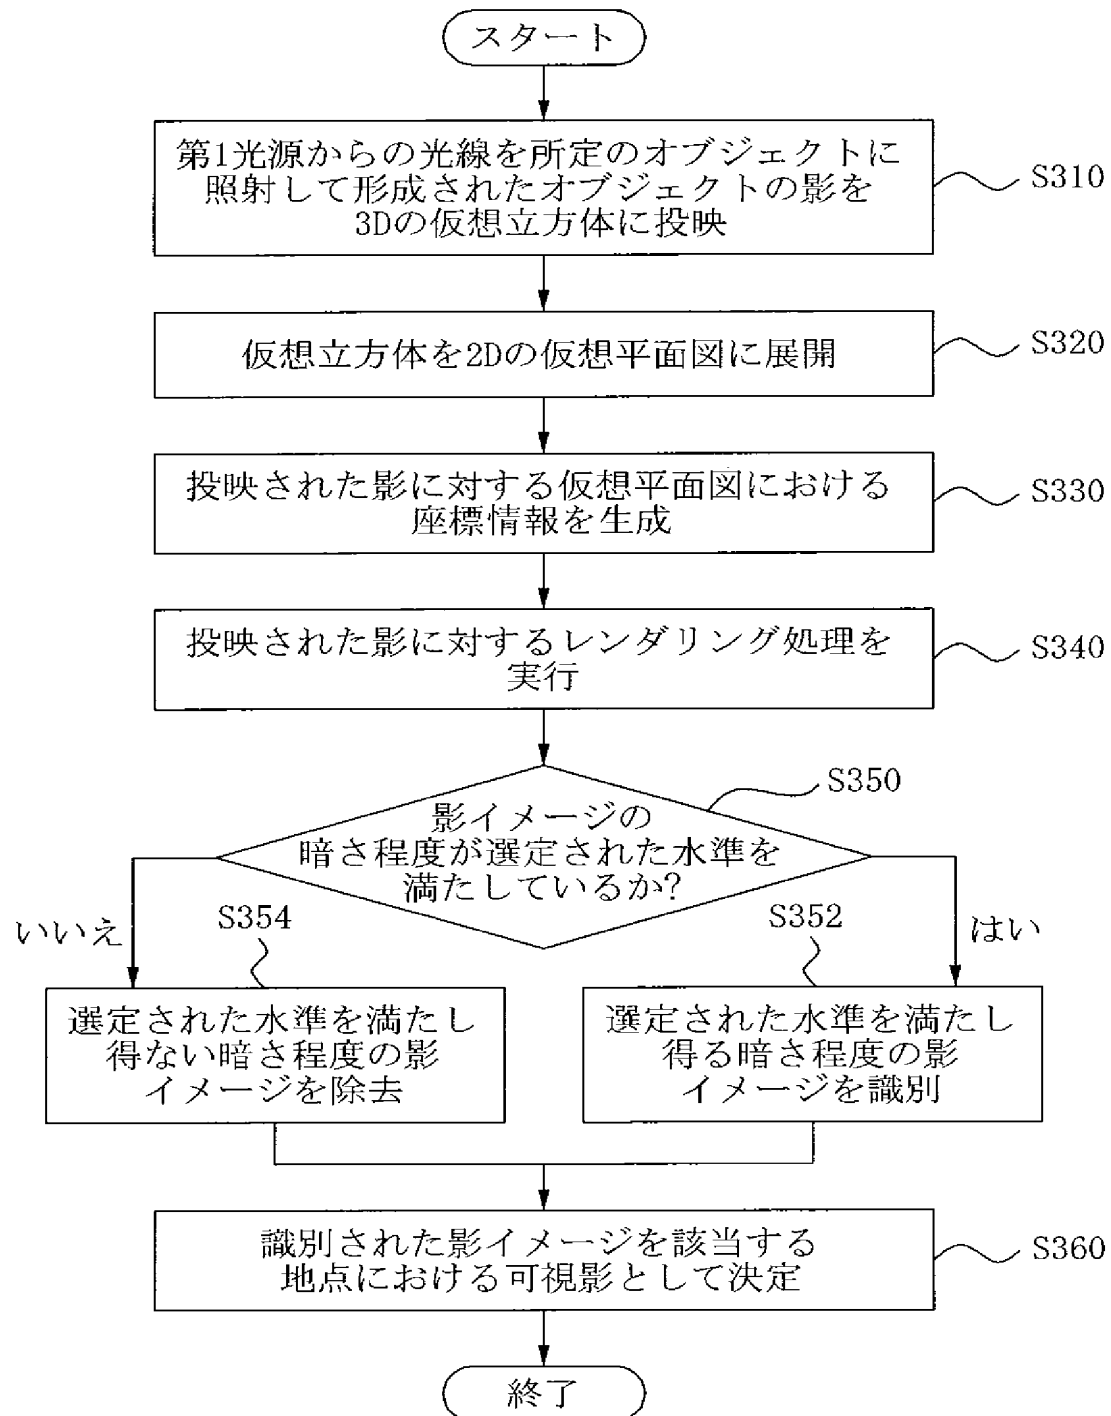 スタート
第1光源からの光線を所定のオブジェクトに
照射して形成されたオブジェクトの影を
3Dの仮想立方体に投映
S310
仮想立方体を2Dの仮想平面図に展開
S320
投映された影に対する仮想平面図における
座標情報を生成
S330
投映された影に対するレンダリング処理を
実行
S340
S350
影イメージの
暗さ程度が選定された水準を
満たしているか?
いいえ
S354
S352
はい
選定された水準を満たし
得ない暗さ程度の影
イメージを除去
選定された水準を満たし
得る暗さ程度の影
イメージを識別
識別された影イメージを該当する
地点における可視影として決定
S360
終了